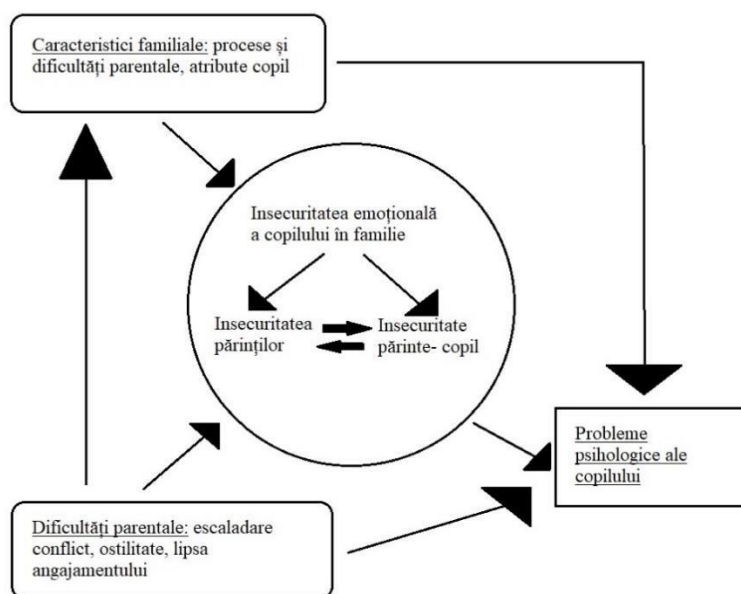 Caracteristici familiale: procese și
dificultăți parentale, atribute copil
Insecuritatea emoțională
a copilului în familie
Insecuritatea
părinților
Insecuritate
părinte- copil
Probleme
psihologice ale
copilului
Dificultăți parentale: escaladare
conflict, ostilitate, lipsa
angajamentului